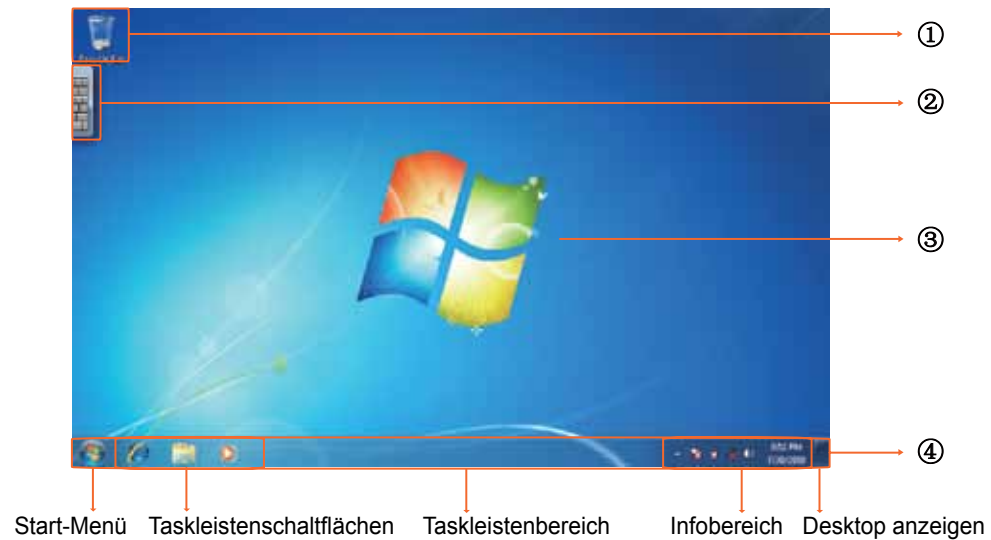 ①
②
③
④
Start-Menü Taskleistenschaltflächen Taskleistenbereich Infobereich Desktop anzeigen